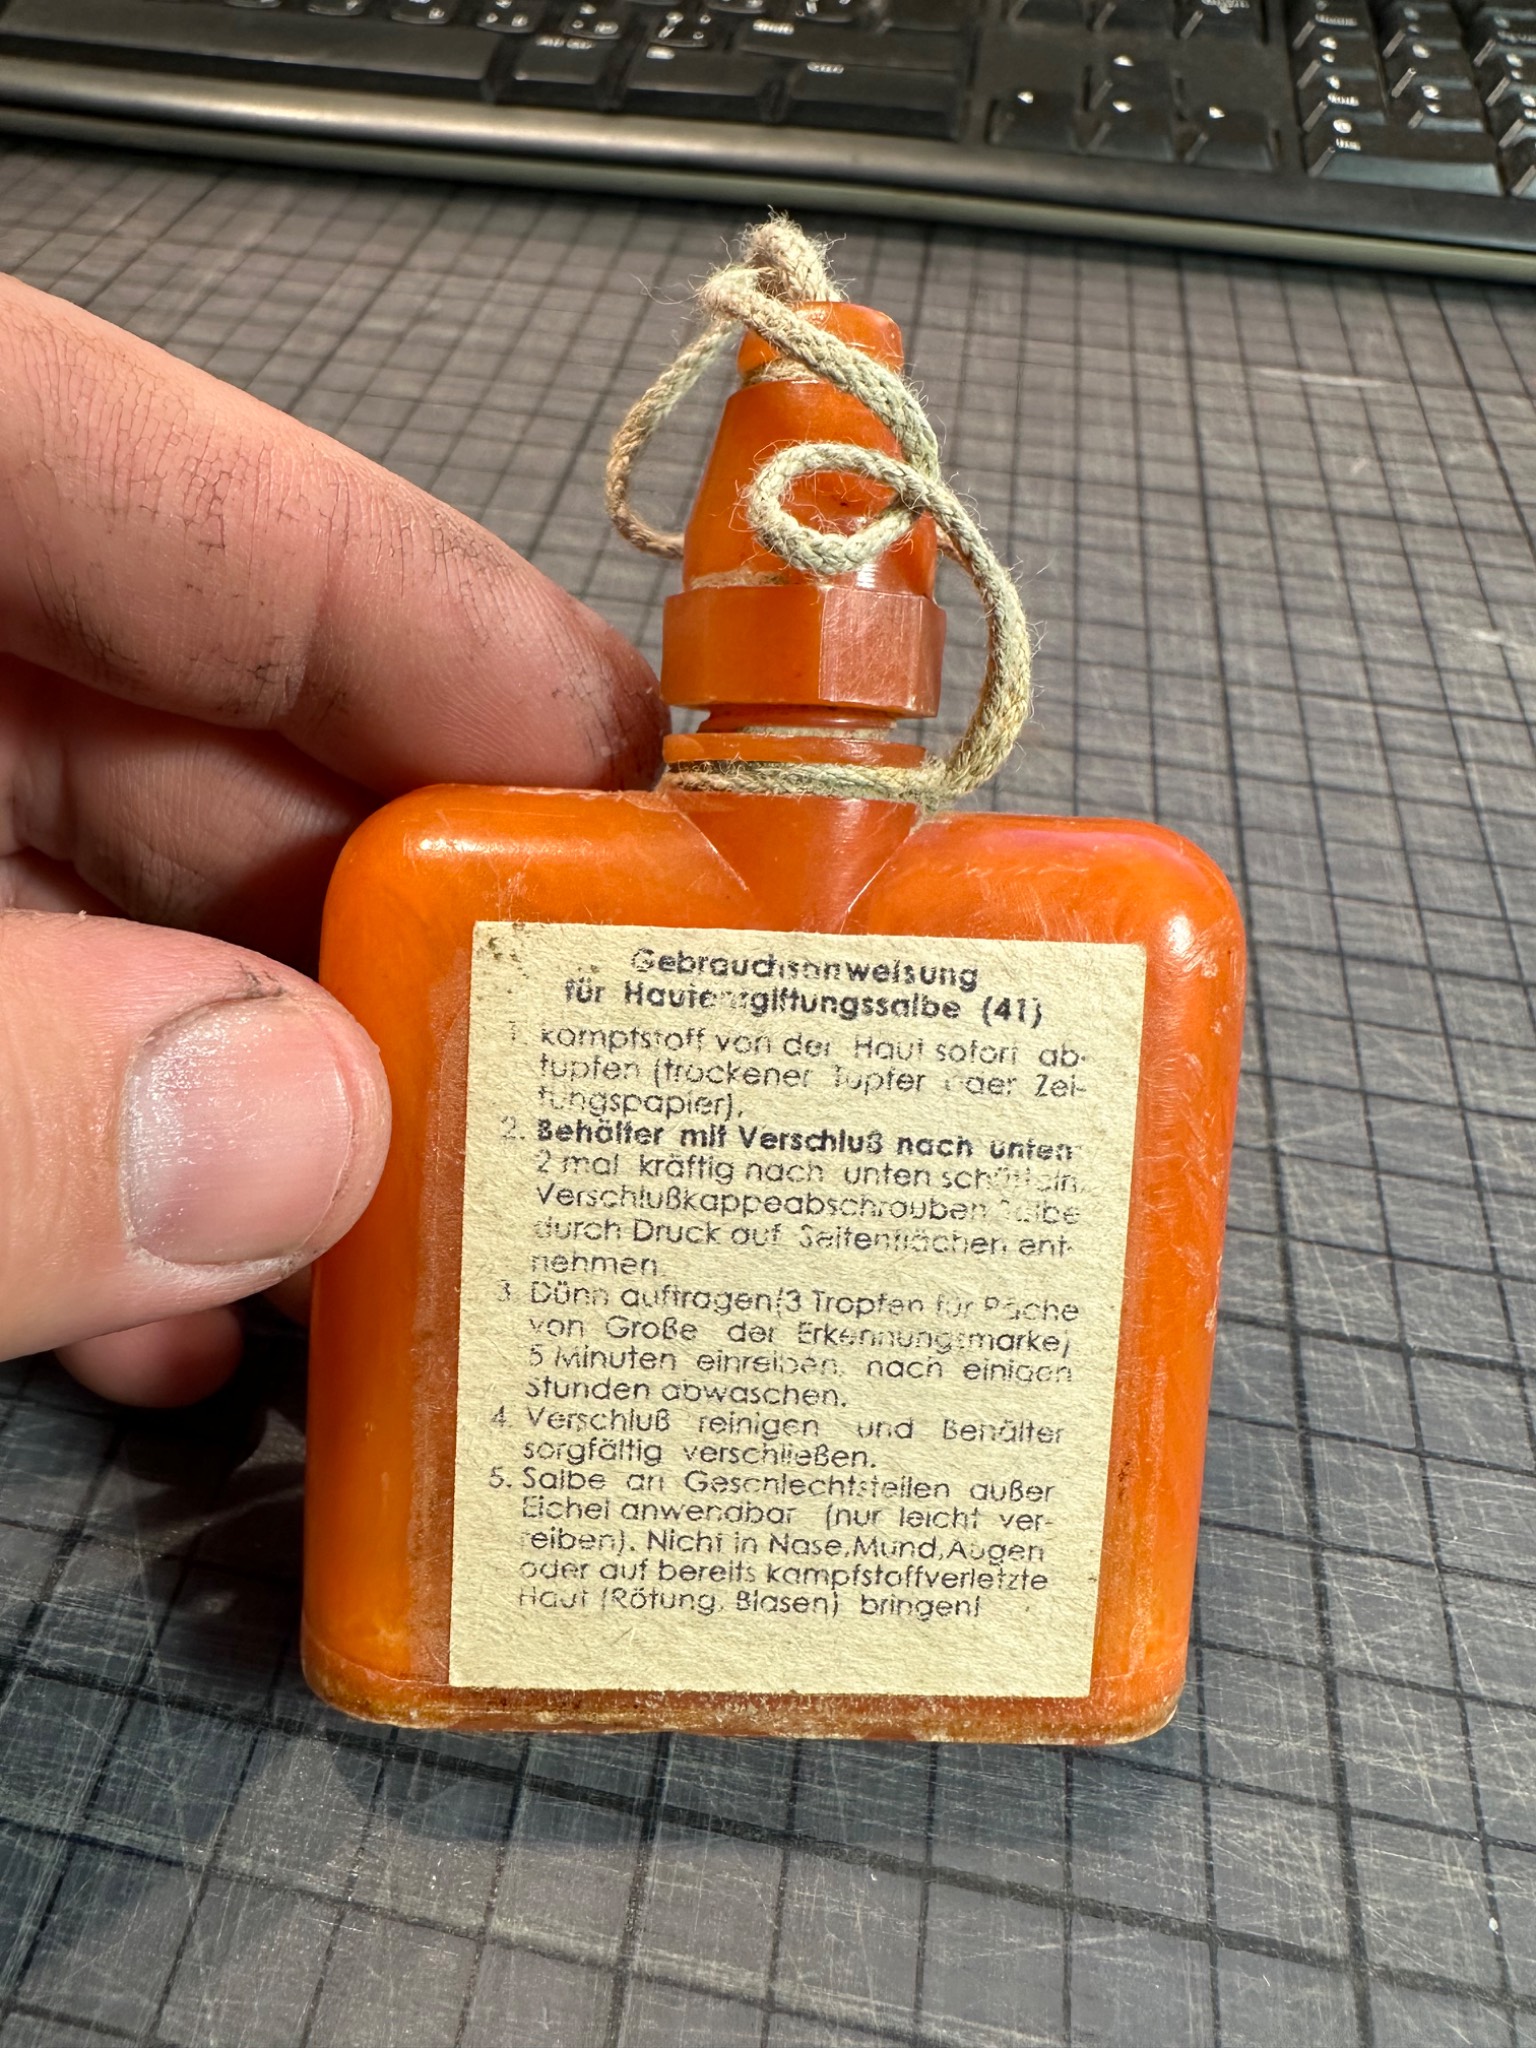 Gebrauchsanweisung
für Hautentgiftungssalbe (41)
1. Kampfstoff von der Haut sofort ab-
tupfen (trockener Tupfer oder Zei-
tungspapier).
2. Behälter mit Verschluß nach unten
2 mal kräftig nach unten schütteln.
Verschlußkappe abschrauben. Salbe
durch Druck auf Seitenflächen ent-
nehmen.
3. Dünn auftragen (3 Tropfen für
von Große der Erkennungsmarke)
5 Minuten einreiben, nach einigen
Stunden abwaschen.
4. Verschluß reinigen und Behälter
sorgfältig verschließen.
5. Salbe an Geschlechtsteilen außer
Eichel anwendbar (nur leicht ver-
reiben). Nicht in Nase, Mund, Augen
oder auf bereits kampfstoffverletzte
Haut (Rötung, Blasen) bringen!